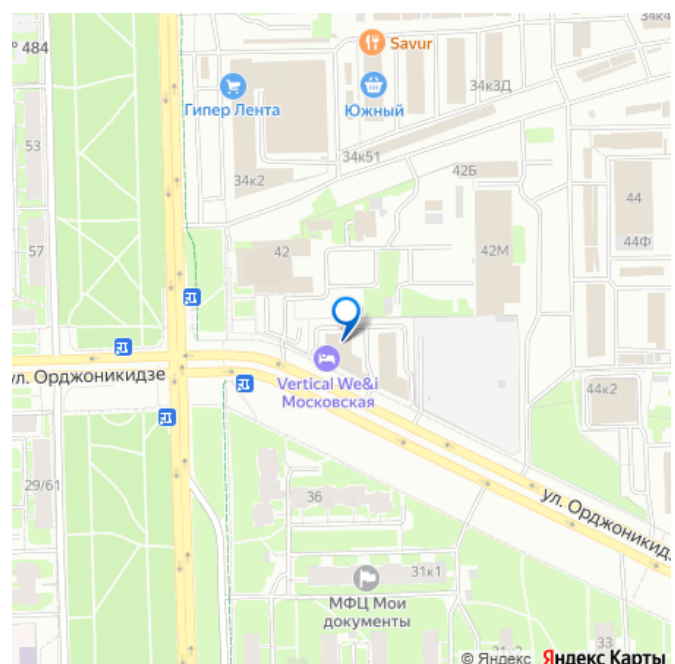 34к4
° 484
Savur
Гипер Лента
Южный
34к3Д
53
34к51
34к2
42Б
44
44Ф
57
42
42М
ул. Орджоникидзе
Vertical We&i
Московская
44к2
29/61
36
ул. Орджоникид
31к1
МФЦ Мои
документы
33
© Яндекс Яндекс Карты